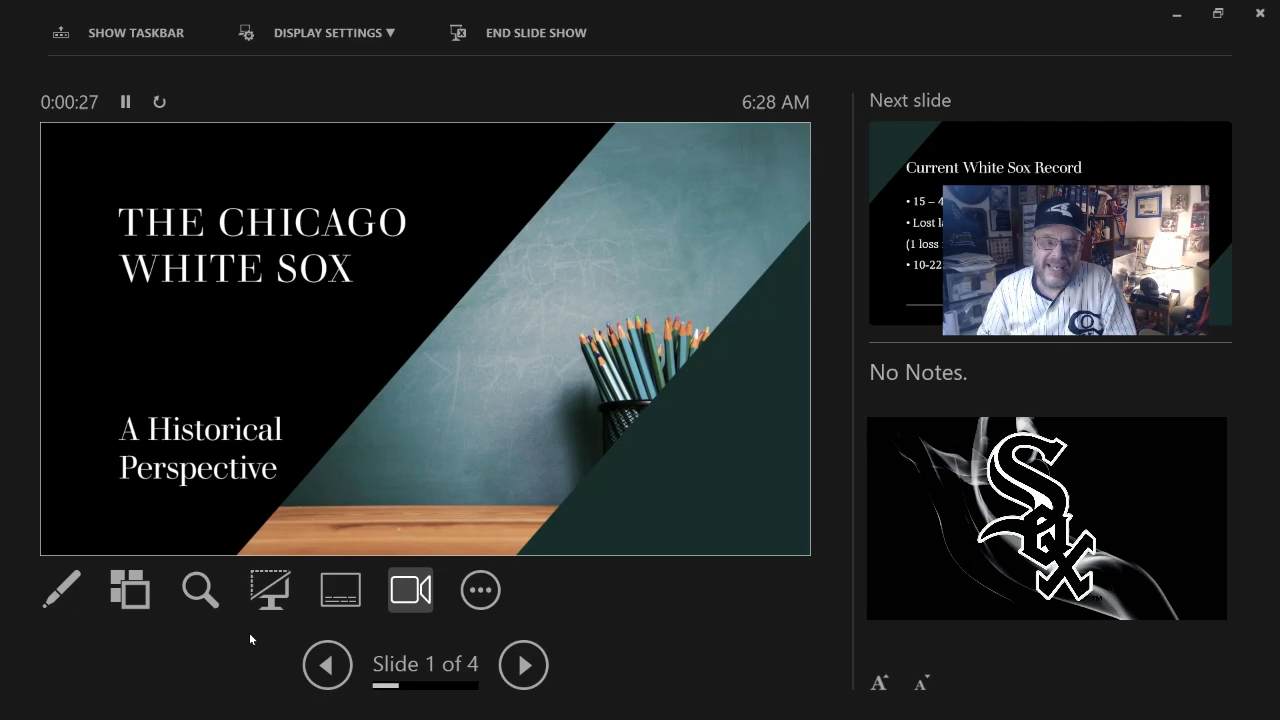 SHOW TASKBAR
DISPLAY SETTINGS ▼
END SLIDE SHOW
0:00:27
6:28 AM
THE CHICAGO
WHITE SOX
A Historical
Perspective
Slide 1 of 4
Next slide
Current White Sox Record
• 15 – 4
• Lost
(1 loss
• 10-22
No Notes.
Sox
TM
A
A